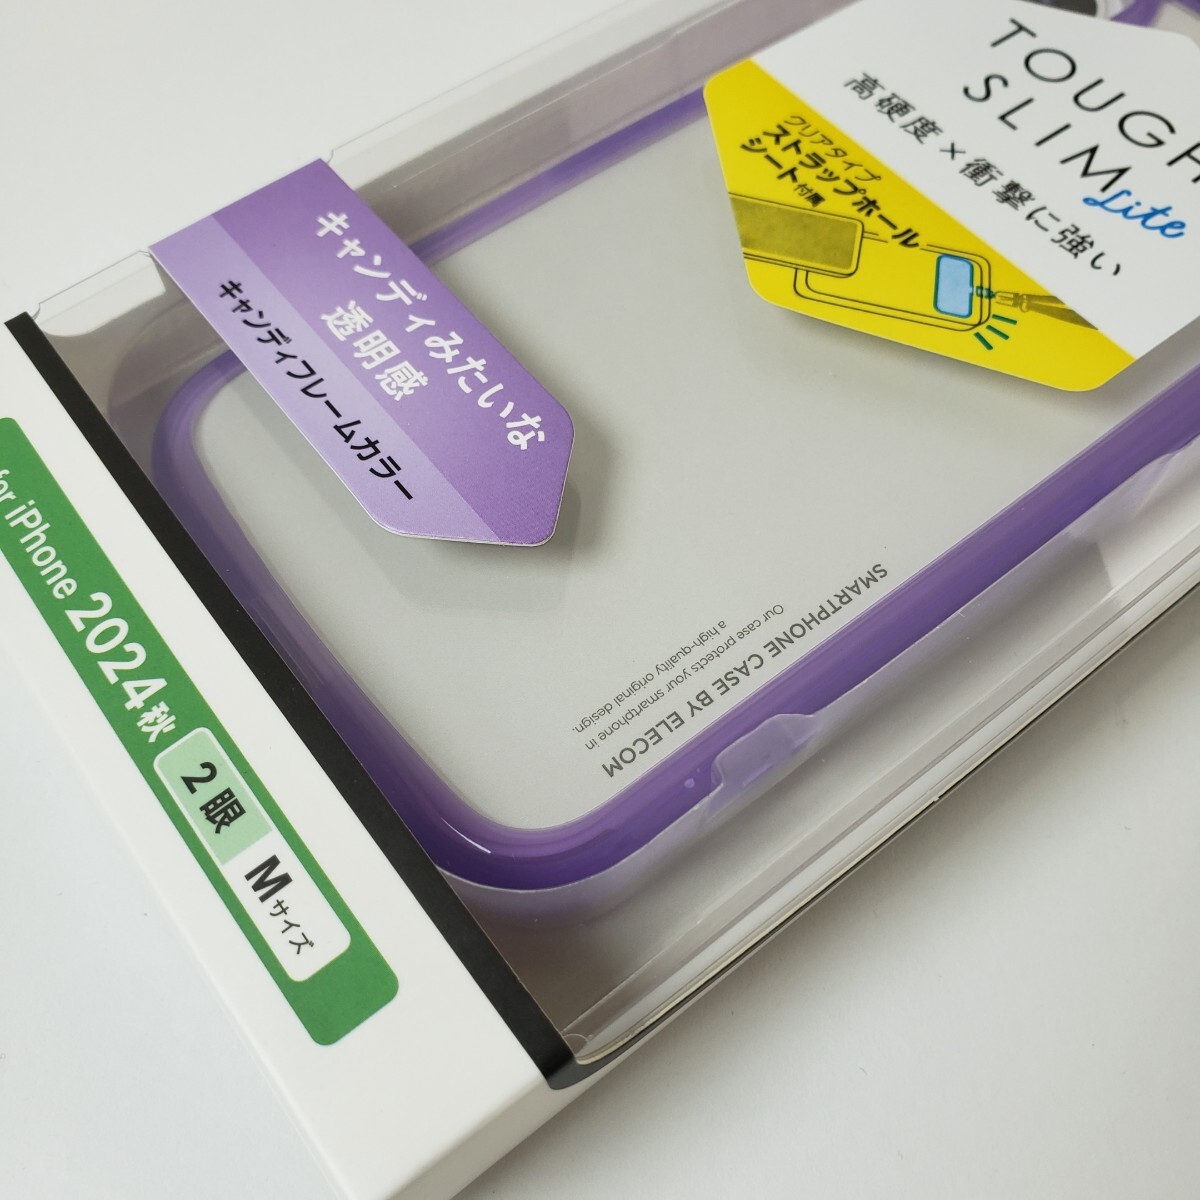 TOUGH
SLIM
Lite
高硬度×衝撃に強い
クリアタイプ
ストラップホール
シート付属
キャンディみたいな
透明感
キャンディフレームカラー
SMARTPHONE CASE BY ELECOM
Our case protects your smartphone in
a high-quality original design.
for iPhone 2024 秋 2眼 Mサイズ